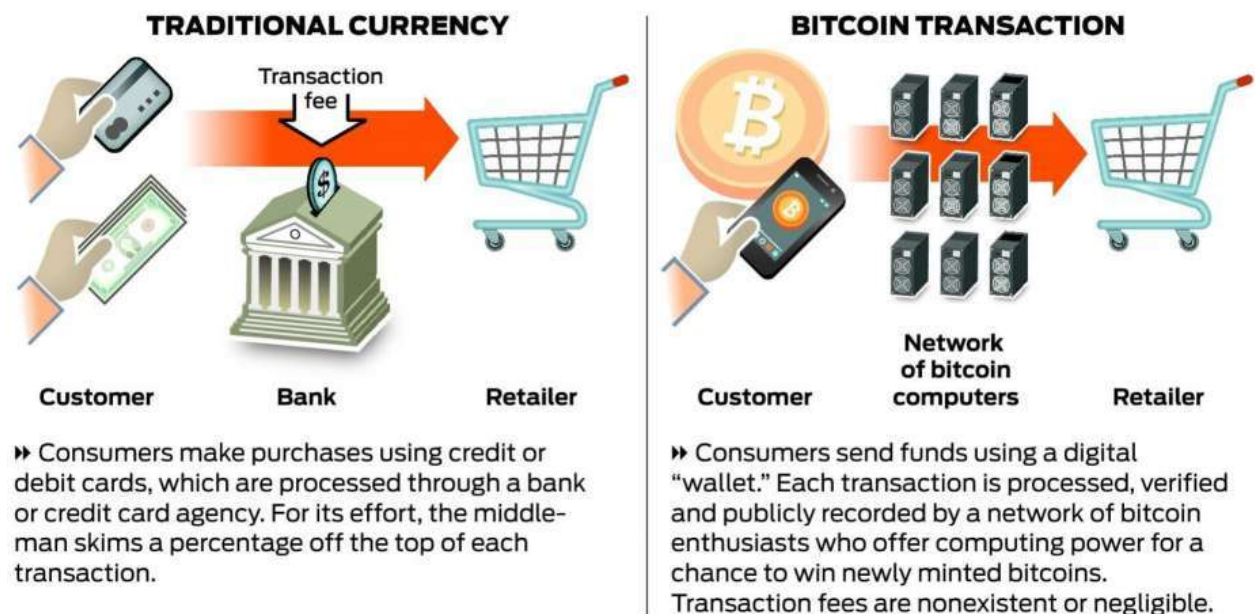 TRADITIONAL CURRENCY
Transaction
fee
$
Customer
Bank
Retailer
▸▸ Consumers make purchases using credit or
debit cards, which are processed through a bank
or credit card agency. For its effort, the middle-
man skims a percentage off the top of each
transaction.
BITCOIN TRANSACTION
₿
₿
Network
of bitcoin
computers
Customer
Retailer
▸▸ Consumers send funds using a digital
“wallet.” Each transaction is processed, verified
and publicly recorded by a network of bitcoin
enthusiasts who offer computing power for a
chance to win newly minted bitcoins.
Transaction fees are nonexistent or negligible.